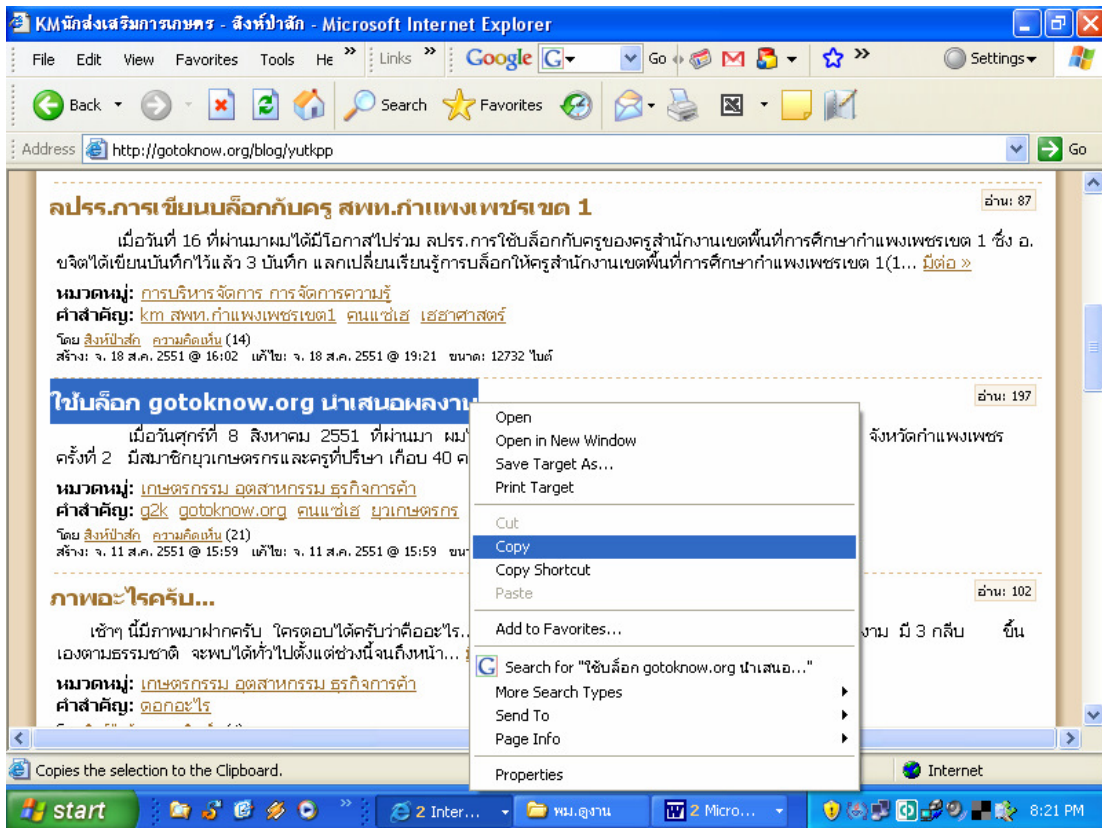 KMนักส่งเสริมการเกษตร - สิงห์ป่าสัก - Microsoft Internet Explorer
File Edit View Favorites Tools He » Links » Google G Go Settings
Back Search Favorites
Address http://gotoknow.org/blog/yutkpp Go
ลปรร.การเขียนบล็อกกับครู สพท.กำแพงเพชรเขต 1
อ่าน: 87
เมื่อวันที่ 16 ที่ผ่านมาผมได้มีโอกาสไปร่วม ลปรร.การใช้บล็อกกับครูของครูสำนักงานเขตพื้นที่การศึกษากำแพงเพชรเขต 1 ซึ่ง อ.
ขจิตได้เขียนบันทึกไว้แล้ว 3 บันทึก แลกเปลี่ยนเรียนรู้การบล็อกให้ครูสำนักงานเขตพื้นที่การศึกษากำแพงเพชรเขต 1(1... มีต่อ »
หมวดหมู่: การบริหารจัดการ การจัดการความรู้
คำสำคัญ: km สพท.กำแพงเพชรเขต1 คนแซ่เฮ เฮฮาศาสตร์
โดย สิงห์ป่าสัก ความคิดเห็น (14)
สร้าง: จ. 18 ส.ค. 2551 @ 16:02 แก้ไข: จ. 18 ส.ค. 2551 @ 19:21 ขนาด: 12732 ไบต์
ใช้บล็อก gotoknow.org นำเสนอผลงาน
อ่าน: 197
เมื่อวันศุกร์ที่ 8 สิงหาคม 2551 ที่ผ่านมา จังหวัดกำแพงเพชร
ครั้งที่ 2 มีสมาชิกยุวเกษตรกรและครูที่ปรึษา เกือบ 40 ค
หมวดหมู่: เกษตรกรรม อุตสาหกรรม ธุรกิจการค้า
คำสำคัญ: g2k gotoknow.org คนแซ่เฮ ยุวเกษตรกร
โดย สิงห์ป่าสัก ความคิดเห็น (21)
สร้าง: จ. 11 ส.ค. 2551 @ 15:59 แก้ไข: จ. 11 ส.ค. 2551 @ 15:59
ภาพอะไรครับ...
อ่าน: 102
เช้าๆ นี้มีภาพมาฝากครับ ใครตอบได้ครับว่าคืออะไร... งาม มี 3 กลีบ ขึ้น
เองตามธรรมชาติ จะพบได้ทั่วไปตั้งแต่ช่วงนี้จนถึงหน้า...
หมวดหมู่: เกษตรกรรม อุตสาหกรรม ธุรกิจการค้า
คำสำคัญ: ดอกอะไร
Open
Open in New Window
Save Target As...
Print Target
Cut
Copy
Copy Shortcut
Paste
Add to Favorites...
G Search for "ใช้บล็อก gotoknow.org นำเสนอ..."
More Search Types
Send To
Page Info
Properties
Copies the selection to the Clipboard. Internet
start » 2 Inter... พม.ดูงาน 2 Micro... 8:21 PM